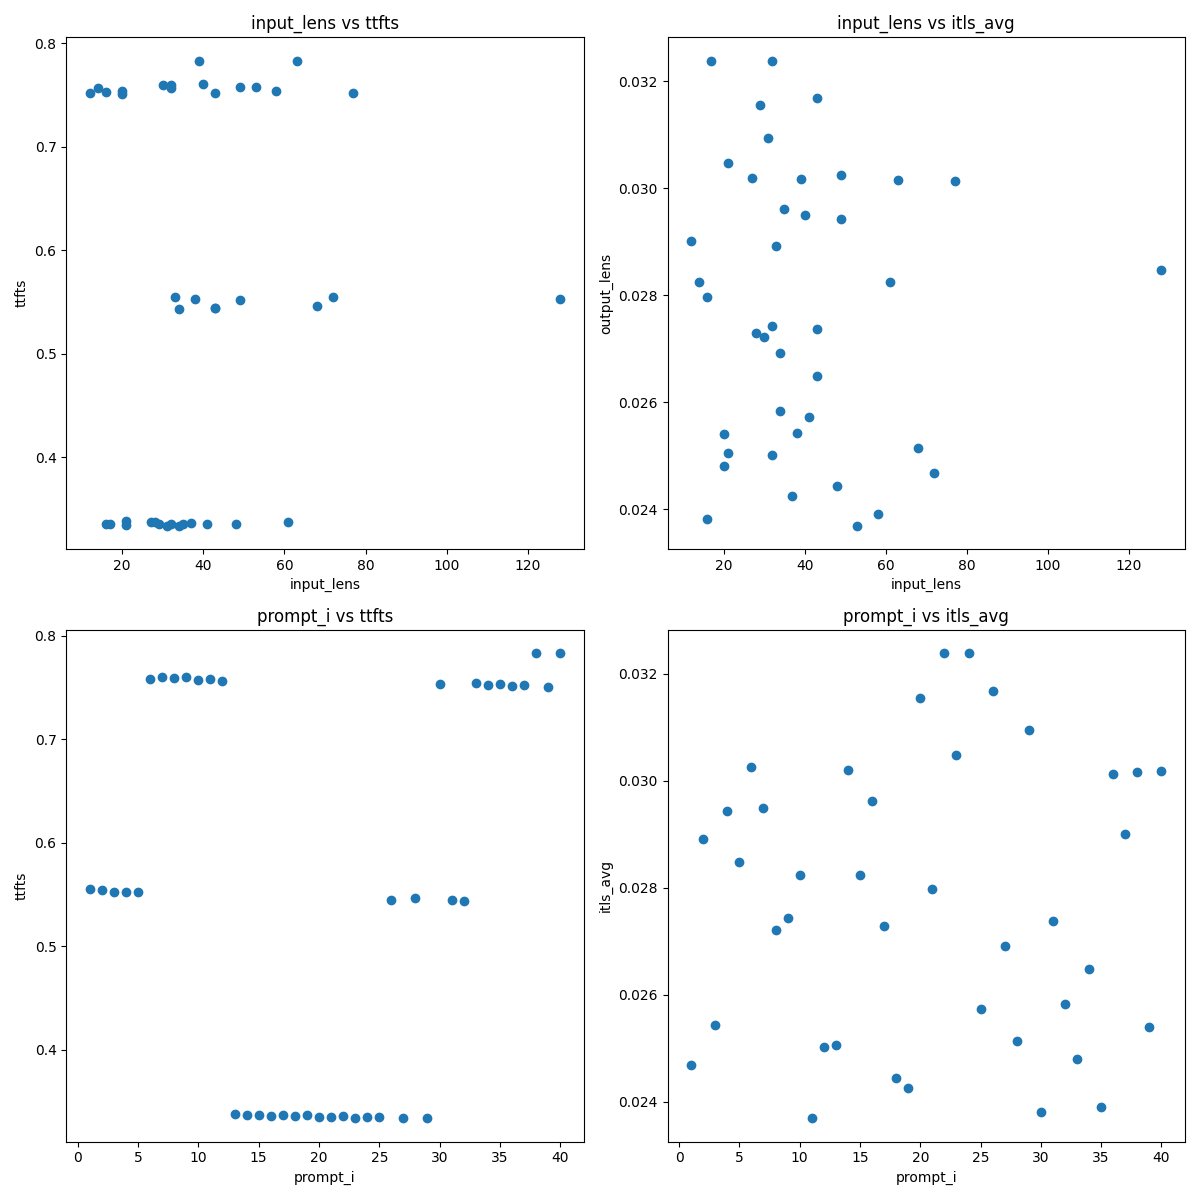 input_lens vs ttfts
0.8
0.7
0.6
0.5
0.4
ttfts
20 40 60 80 100 120
input_lens
input_lens vs itls_avg
0.032
0.030
0.028
0.026
0.024
output_lens
20 40 60 80 100 120
input_lens
prompt_i vs ttfts
0.8
0.7
0.6
0.5
0.4
ttfts
0 5 10 15 20 25 30 35 40
prompt_i
prompt_i vs itls_avg
0.032
0.030
0.028
0.026
0.024
itls_avg
0 5 10 15 20 25 30 35 40
prompt_i